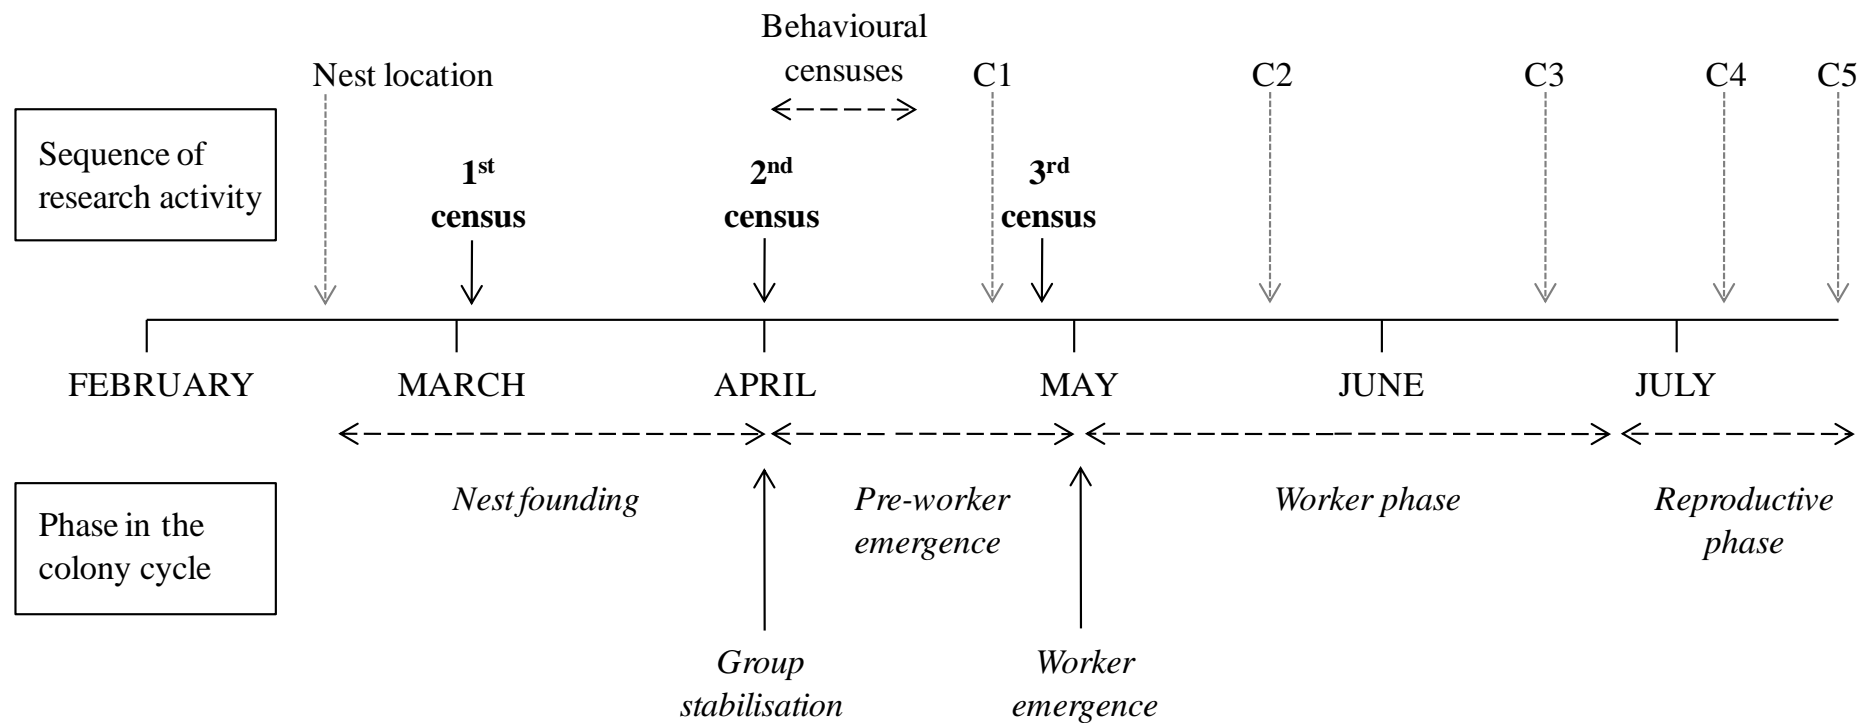 Behavioural
censuses
Nest location
C1
C2
C3
C4
C5
Sequence of
research activity
1st
census
2nd
census
3rd
census
FEBRUARY
MARCH
APRIL
MAY
JUNE
JULY
Phase in the
colony cycle
Nest founding
Pre-worker
emergence
Worker phase
Reproductive
phase
Group
stabilisation
Worker
emergence